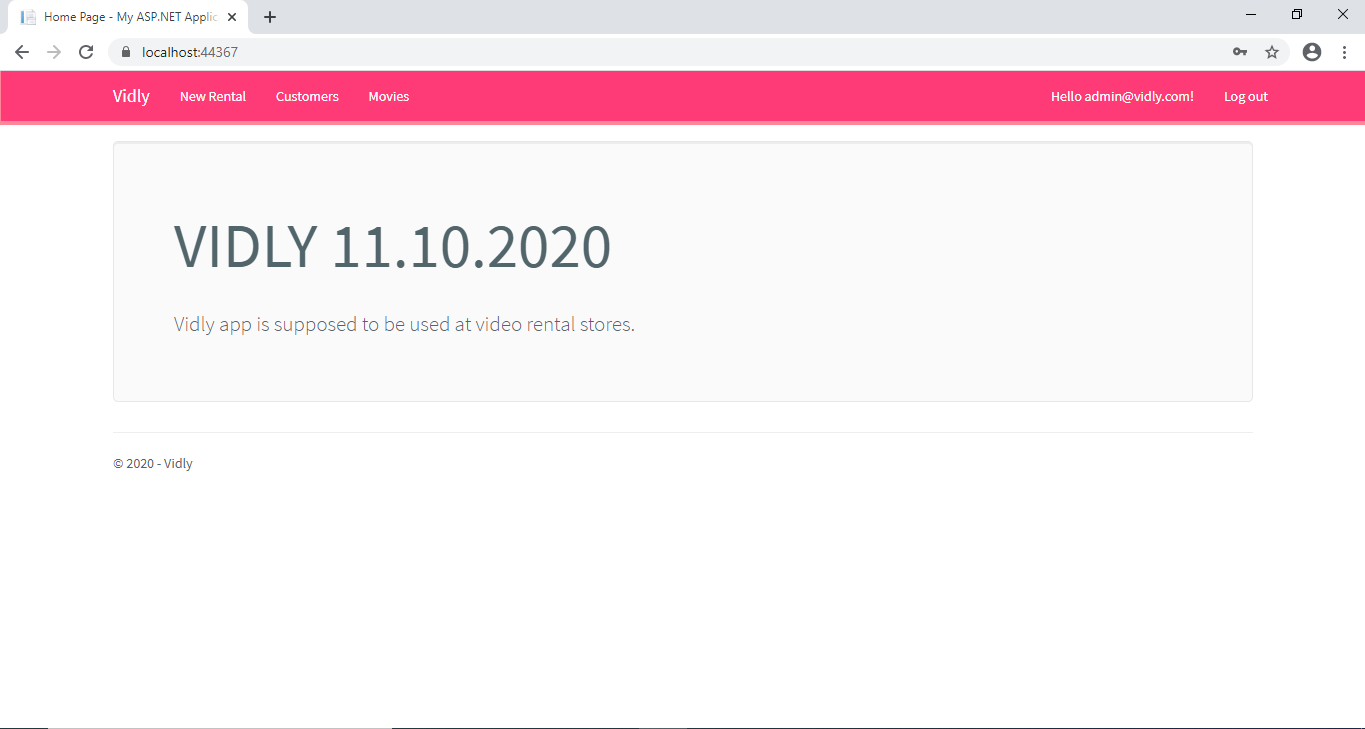 Home Page - My ASP.NET Applic
localhost:44367
Vidly New Rental Customers Movies Hello admin@vidly.com! Log out
VIDLY 11.10.2020
Vidly app is supposed to be used at video rental stores.
© 2020 - Vidly